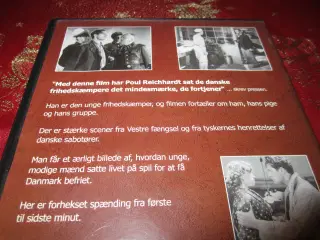 "Med denne film har Poul Reichhardt sat de danske
frihedskæmpere det mindesmærke, de fortjener" ... skrev pressen.
Han er den unge frihedskæmper, og filmen fortæller om ham, hans pige
og hans gruppe.
Der er stærke scener fra Vestre fængsel og fra tyskernes henrettelser af
danske sabotører.
Man får et ærligt billede af, hvordan unge,
modige mænd satte livet på spil for at få
Danmark befriet.
Her er forhekset spænding fra første
til sidste minut.